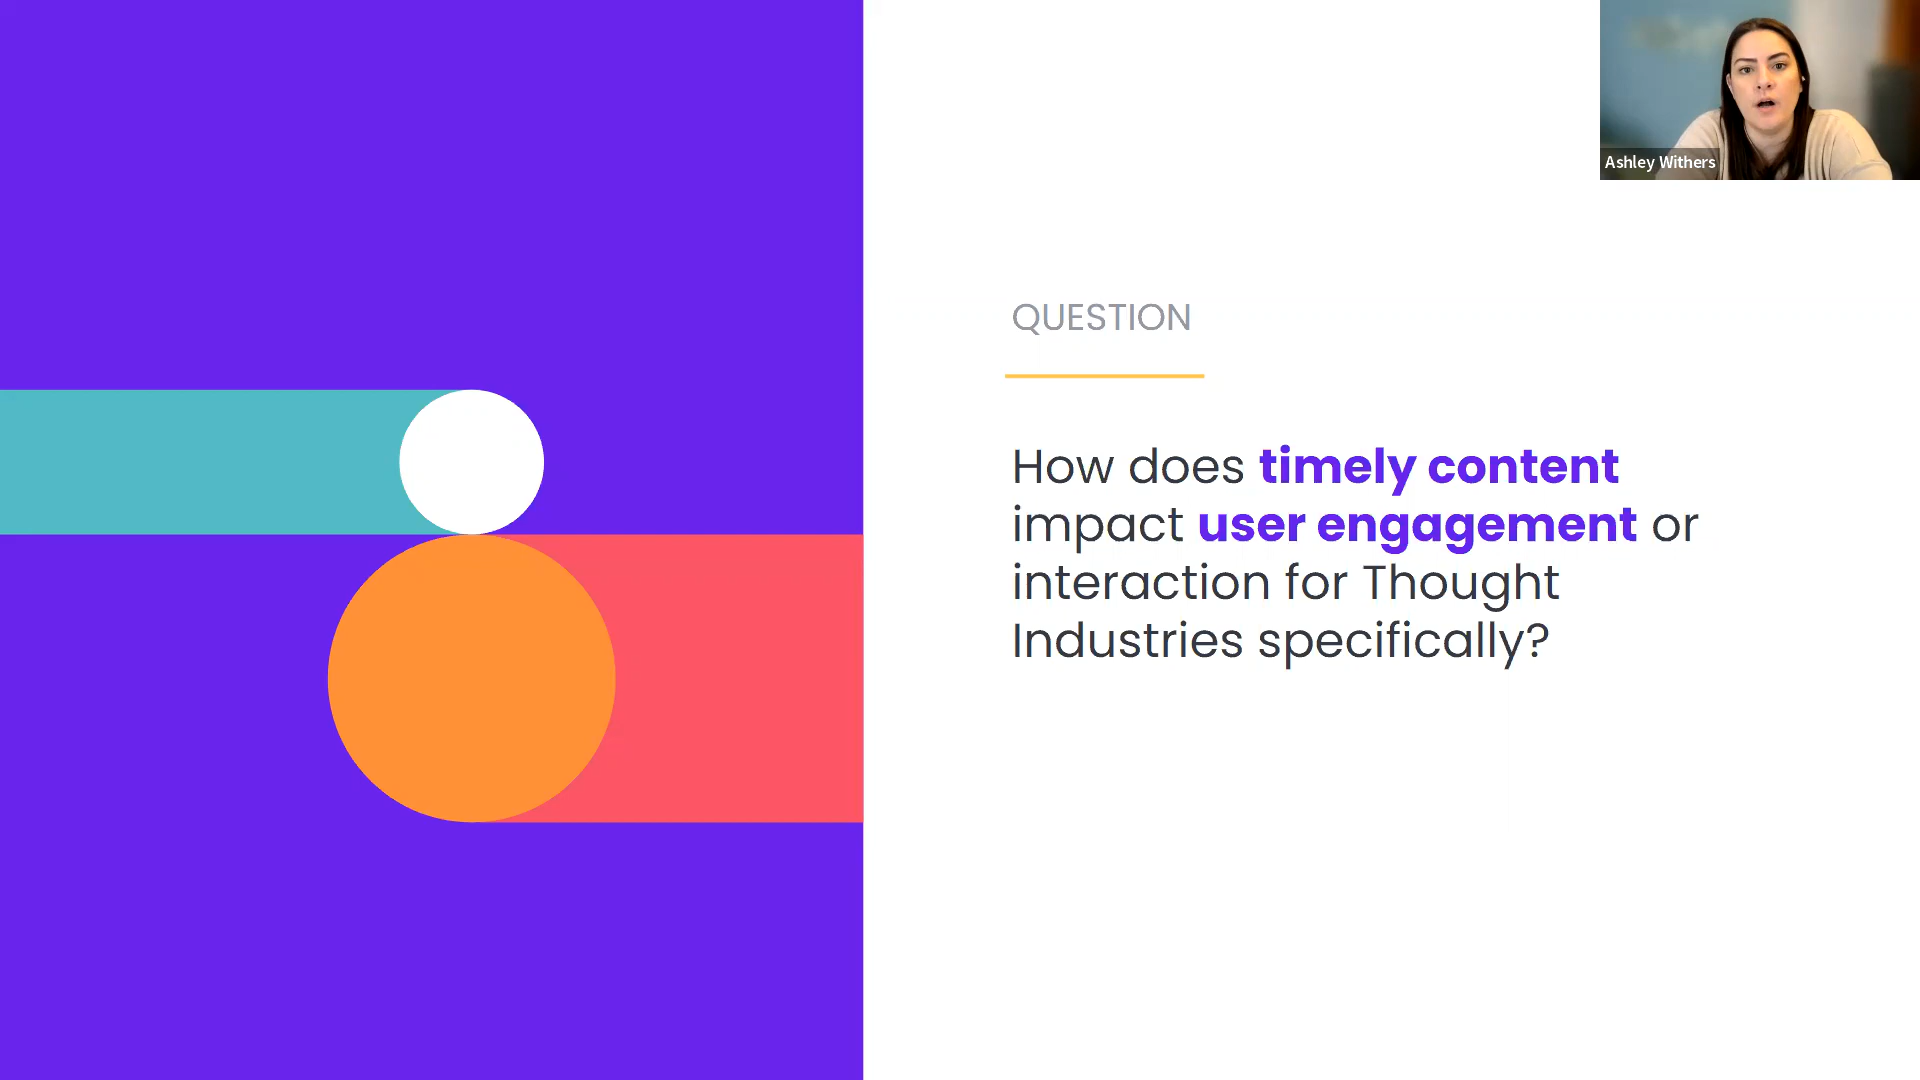 Ashley Withers
QUESTION
How does timely content
impact user engagement or
interaction for Thought
Industries specifically?